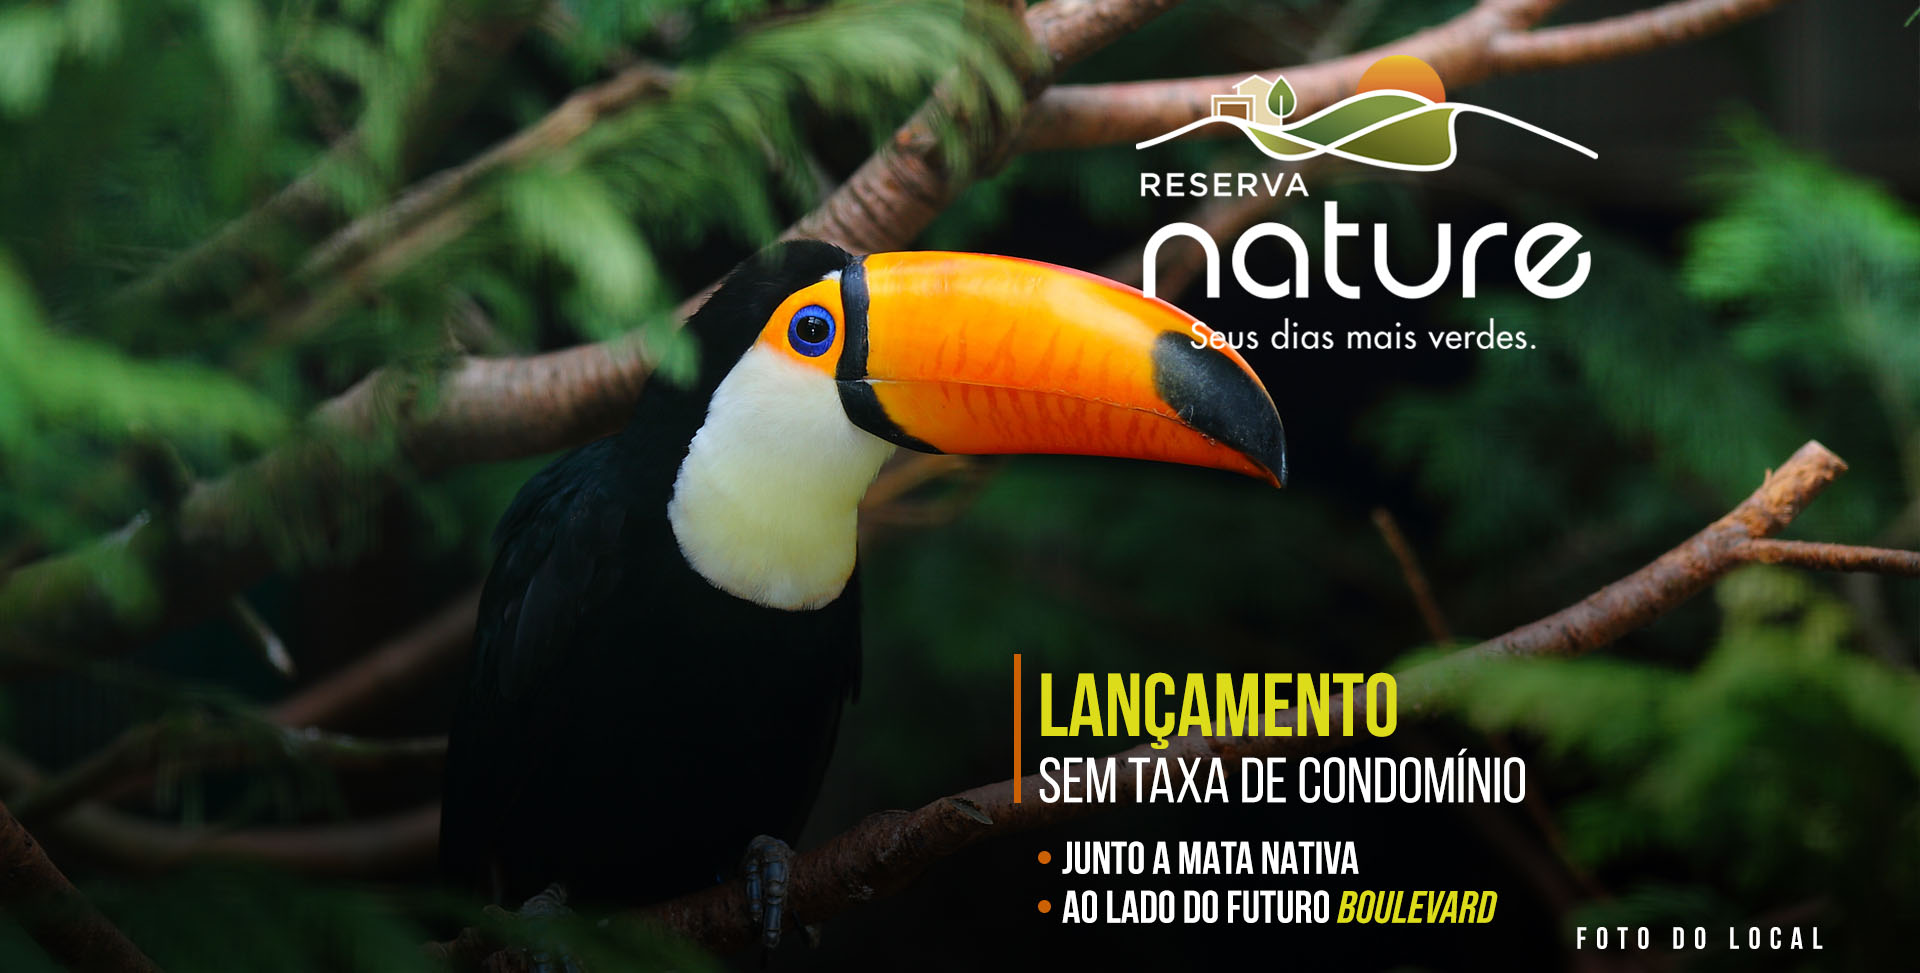 RESERVA
nature
Seus dias mais verdes.
LANÇAMENTO
SEM TAXA DE CONDOMÍNIO
• JUNTO A MATA NATIVA
• AO LADO DO FUTURO BOULEVARD
FOTO DO LOCAL